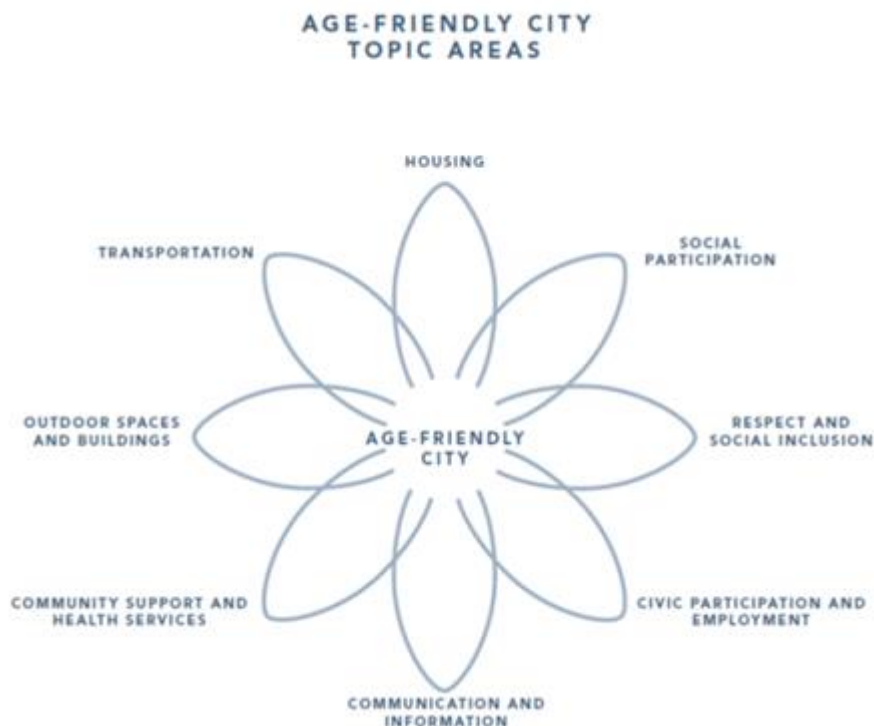 AGE-FRIENDLY CITY
TOPIC AREAS
HOUSING
TRANSPORTATION
SOCIAL
PARTICIPATION
OUTDOOR SPACES
AND BUILDINGS
AGE-FRIENDLY
CITY
RESPECT AND
SOCIAL INCLUSION
COMMUNITY SUPPORT AND
HEALTH SERVICES
CIVIC PARTICIPATION AND
EMPLOYMENT
COMMUNICATION AND
INFORMATION